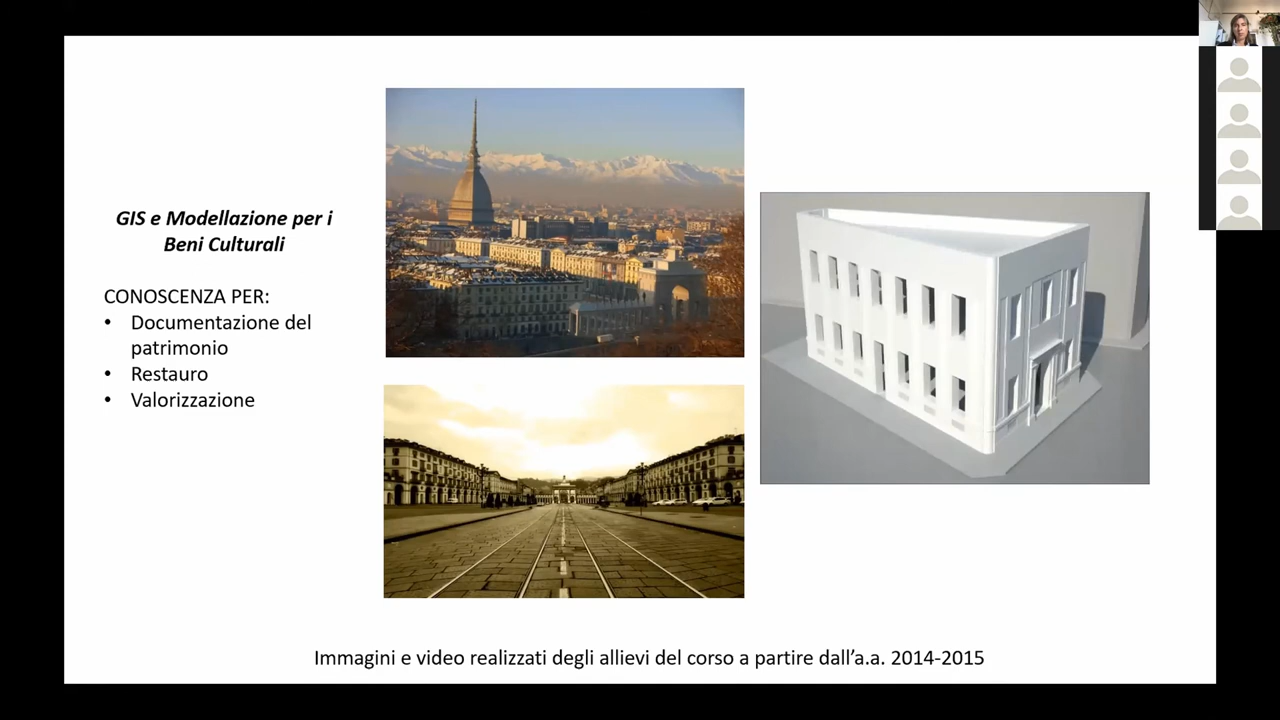 GIS e Modellazione per i
Beni Culturali
CONOSCENZA PER:
• Documentazione del
patrimonio
• Restauro
• Valorizzazione
Immagini e video realizzati degli allievi del corso a partire dall’a.a. 2014-2015